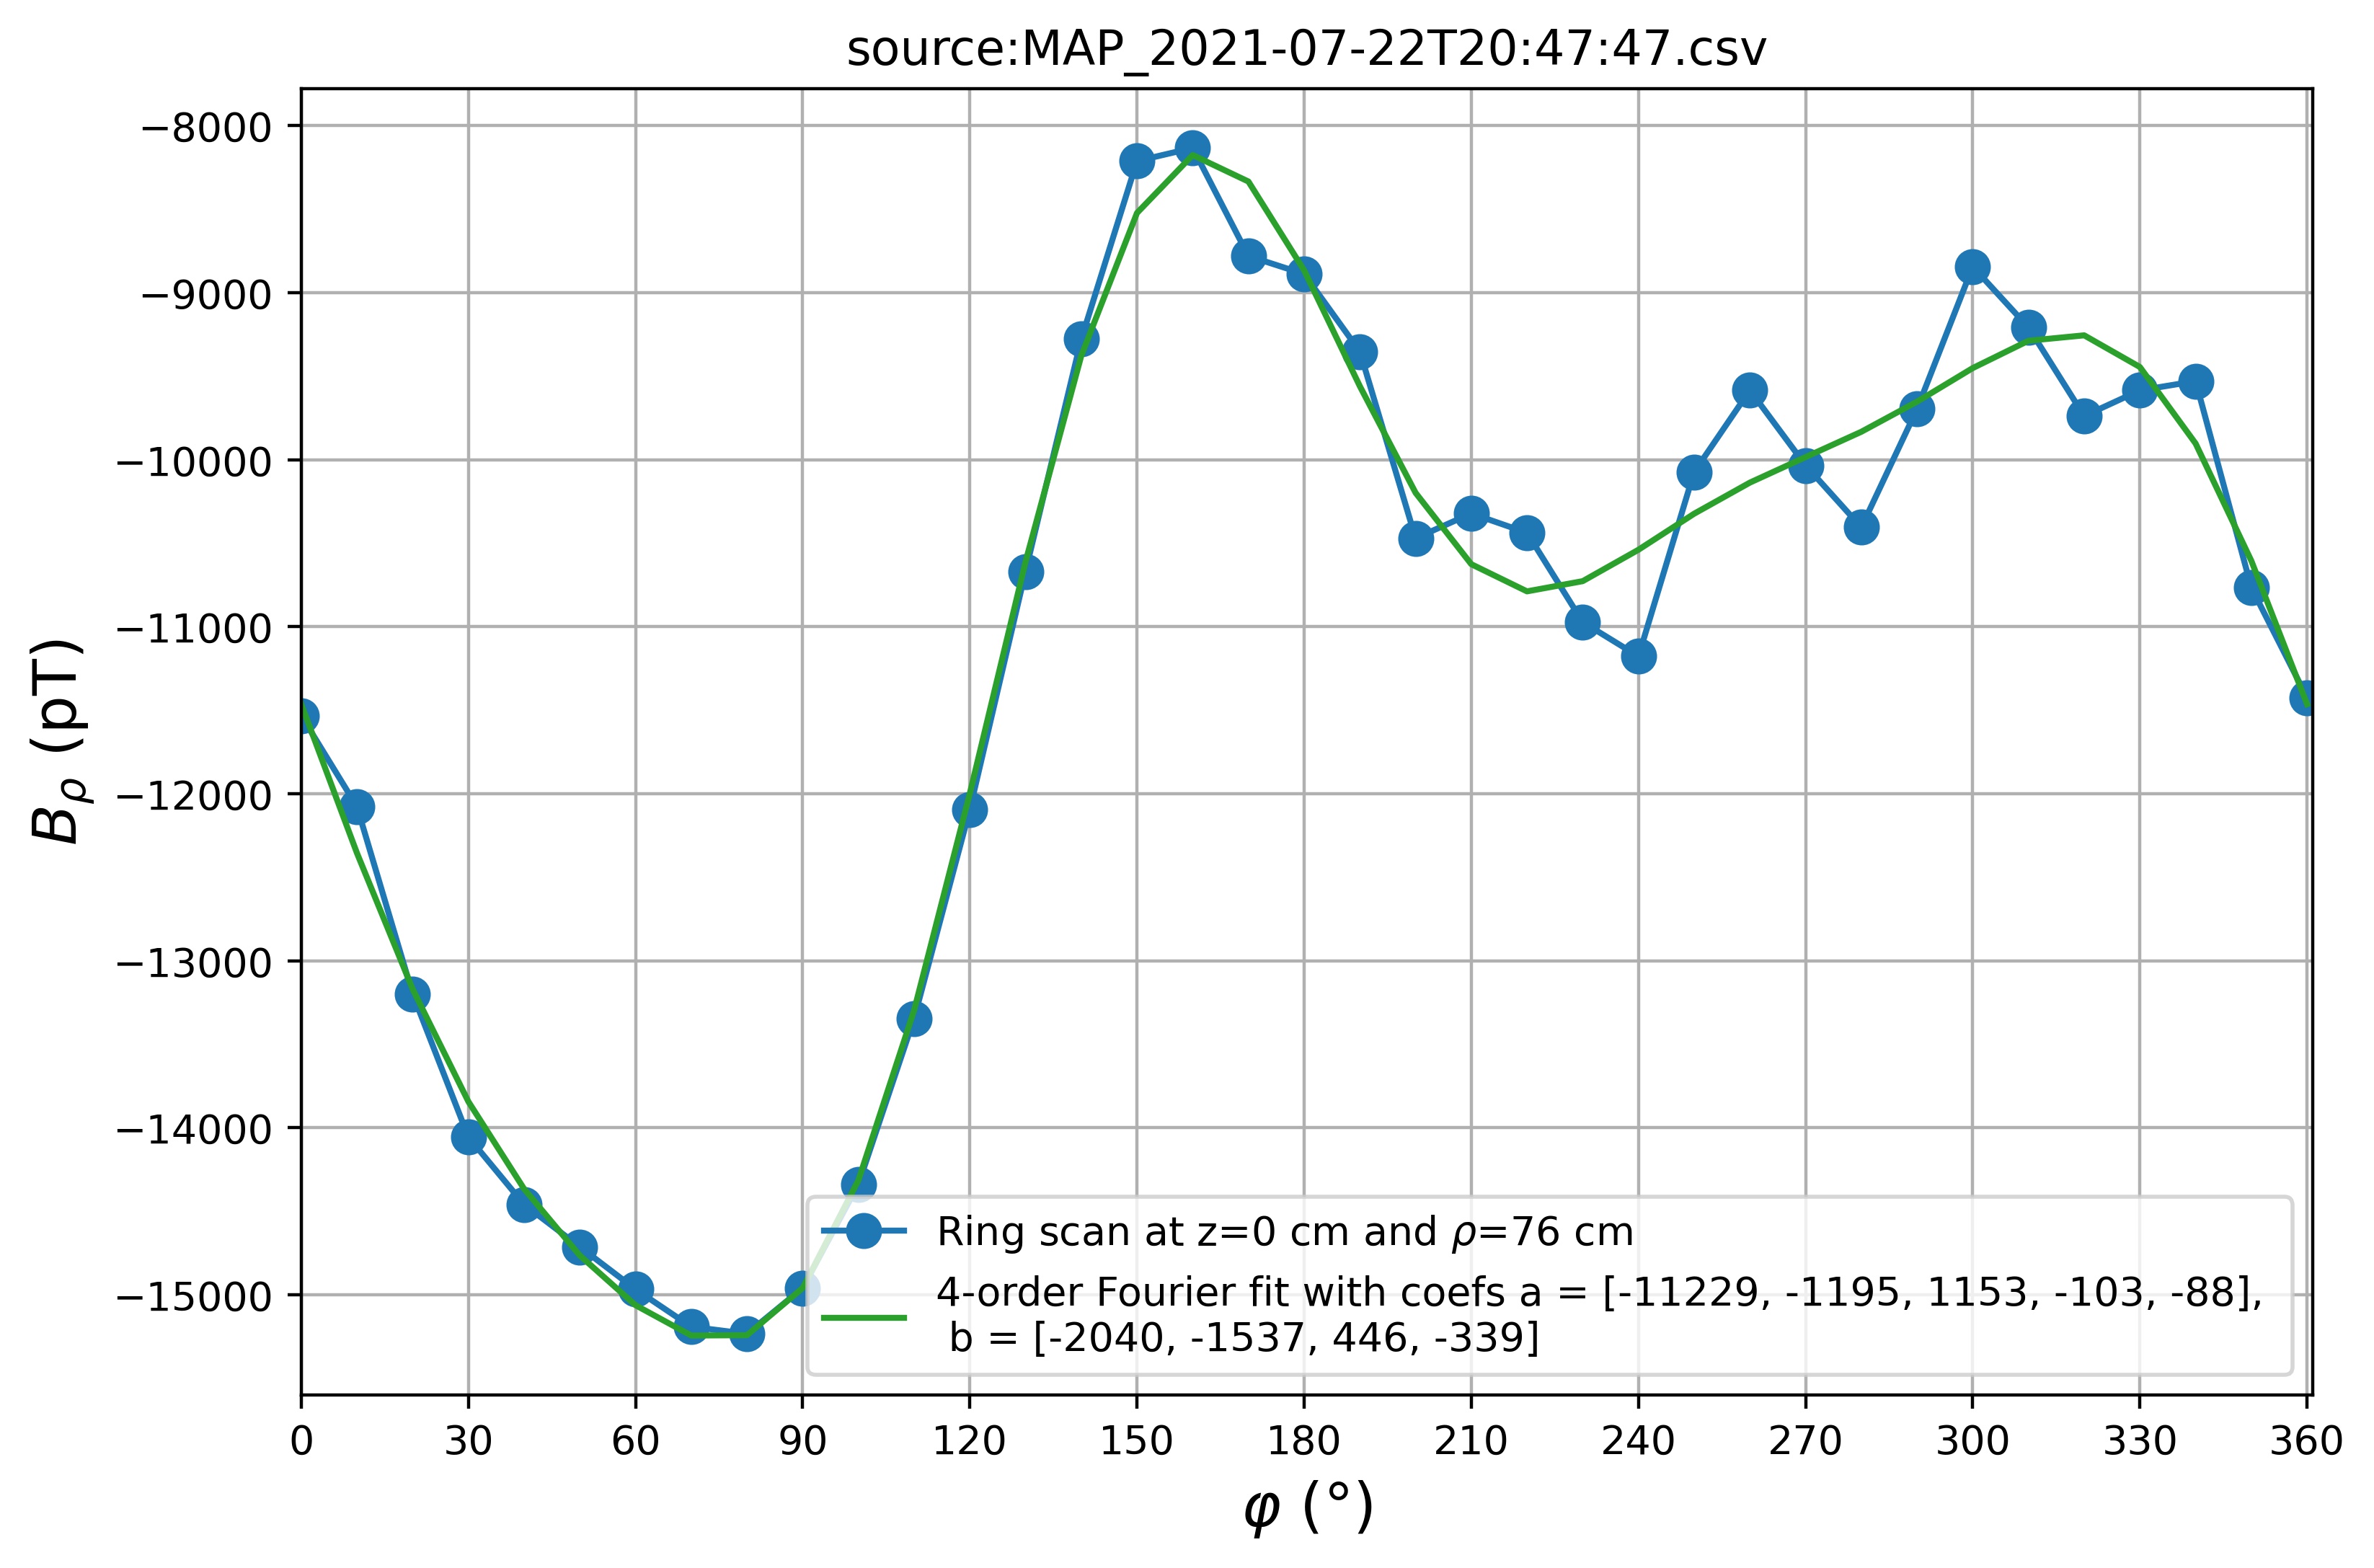 source:MAP_2021-07-22T20:47:47.csv
−8000
−9000
−10000
−11000
−12000
−13000
−14000
−15000
Bρ (pT)
Ring scan at z=0 cm and ρ=76 cm
4-order Fourier fit with coefs a = [-11229, -1195, 1153, -103, -88],
b = [-2040, -1537, 446, -339]
0 30 60 90 120 150 180 210 240 270 300 330 360
φ (°)